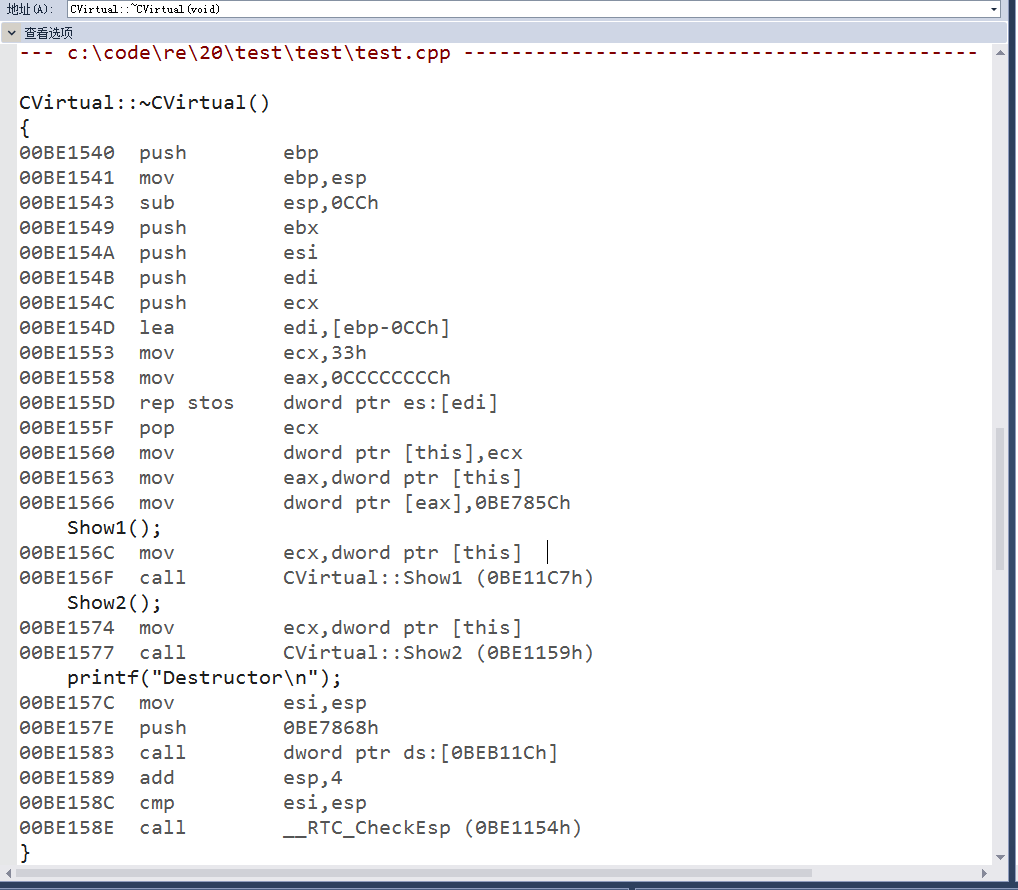 地址(A): CVirtual::~CVirtual(void)
查看选项
--- c:\code\re\20\test\test\test.cpp -------------------------------------------
CVirtual::~CVirtual()
{
00BE1540  push        ebp
00BE1541  mov         ebp,esp
00BE1543  sub         esp,0CCh
00BE1549  push        ebx
00BE154A  push        esi
00BE154B  push        edi
00BE154C  push        ecx
00BE154D  lea         edi,[ebp-0CCh]
00BE1553  mov         ecx,33h
00BE1558  mov         eax,0CCCCCCCCh
00BE155D  rep stos    dword ptr es:[edi]
00BE155F  pop         ecx
00BE1560  mov         dword ptr [this],ecx
00BE1563  mov         eax,dword ptr [this]
00BE1566  mov         dword ptr [eax],0BE785Ch
    Show1();
00BE156C  mov         ecx,dword ptr [this]
00BE156F  call        CVirtual::Show1 (0BE11C7h)
    Show2();
00BE1574  mov         ecx,dword ptr [this]
00BE1577  call        CVirtual::Show2 (0BE1159h)
    printf("Destructor\n");
00BE157C  mov         esi,esp
00BE157E  push        0BE7868h
00BE1583  call        dword ptr ds:[0BEB11Ch]
00BE1589  add         esp,4
00BE158C  cmp         esi,esp
00BE158E  call        __RTC_CheckEsp (0BE1154h)
}